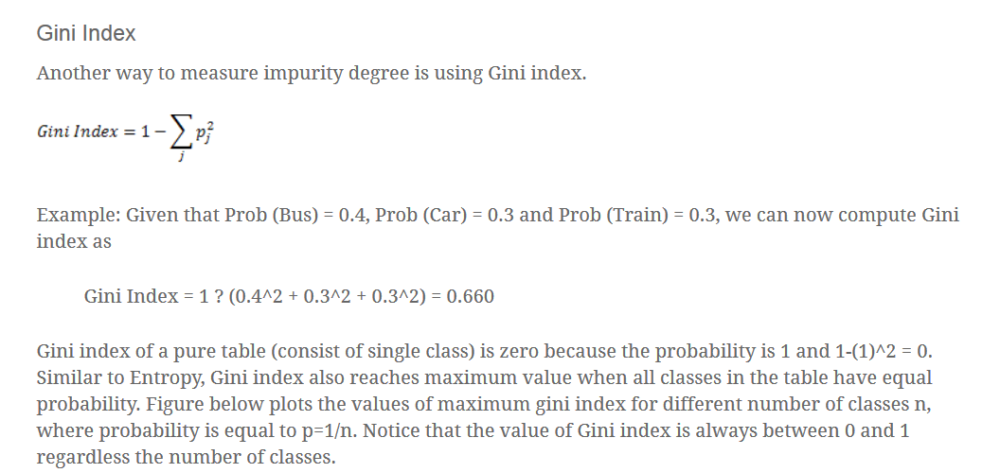 Gini Index
Another way to measure impurity degree is using Gini index.
Gini Index = 1 − ∑_j p_j^2
Example: Given that Prob (Bus) = 0.4, Prob (Car) = 0.3 and Prob (Train) = 0.3, we can now compute Gini
index as
Gini Index = 1 ? (0.4^2 + 0.3^2 + 0.3^2) = 0.660
Gini index of a pure table (consist of single class) is zero because the probability is 1 and 1-(1)^2 = 0.
Similar to Entropy, Gini index also reaches maximum value when all classes in the table have equal
probability. Figure below plots the values of maximum gini index for different number of classes n,
where probability is equal to p=1/n. Notice that the value of Gini index is always between 0 and 1
regardless the number of classes.